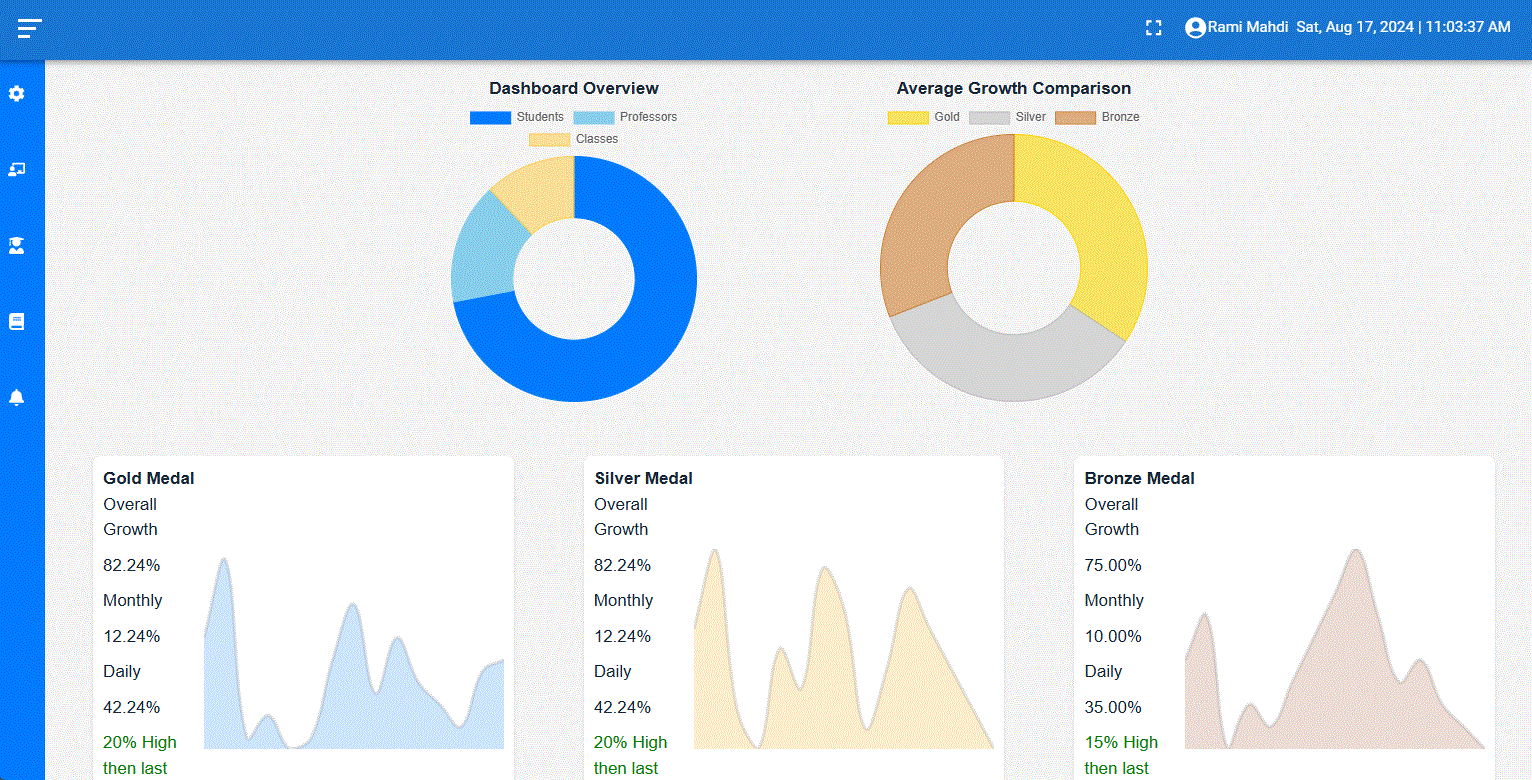 Rami Mahdi Sat, Aug 17, 2024 | 11:03:37 AM
Dashboard Overview
Students Professors
Classes
Average Growth Comparison
Gold Silver Bronze
Gold Medal
Overall
Growth
82.24%
Monthly
12.24%
Daily
42.24%
20% High
then last
Silver Medal
Overall
Growth
82.24%
Monthly
12.24%
Daily
42.24%
20% High
then last
Bronze Medal
Overall
Growth
75.00%
Monthly
10.00%
Daily
35.00%
15% High
then last